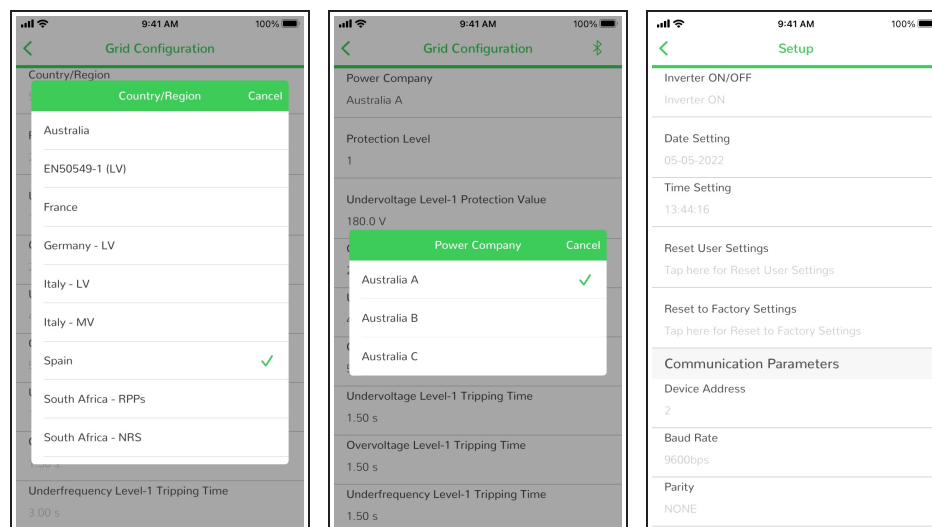 9:41 AM
100%
Grid Configuration
Country/Region
Country/Region
Cancel
Australia
EN50549-1 (LV)
France
Germany - LV
Italy - LV
Italy - MV
Spain
South Africa - RPPs
South Africa - NRS
Underfrequency Level-1 Tripping Time
3.00 s
9:41 AM
100%
Grid Configuration
Power Company
Australia A
Protection Level
1
Undervoltage Level-1 Protection Value
180.0 V
Power Company
Cancel
Australia A
Australia B
Australia C
Undervoltage Level-1 Tripping Time
1.50 s
Overvoltage Level-1 Tripping Time
1.50 s
Underfrequency Level-1 Tripping Time
1.50 s
9:41 AM
100%
Setup
Inverter ON/OFF
Inverter ON
Date Setting
05-05-2022
Time Setting
13:44:16
Reset User Settings
Tap here for Reset User Settings
Reset to Factory Settings
Tap here for Reset to Factory Settings
Communication Parameters
Device Address
2
Baud Rate
9600bps
Parity
NONE